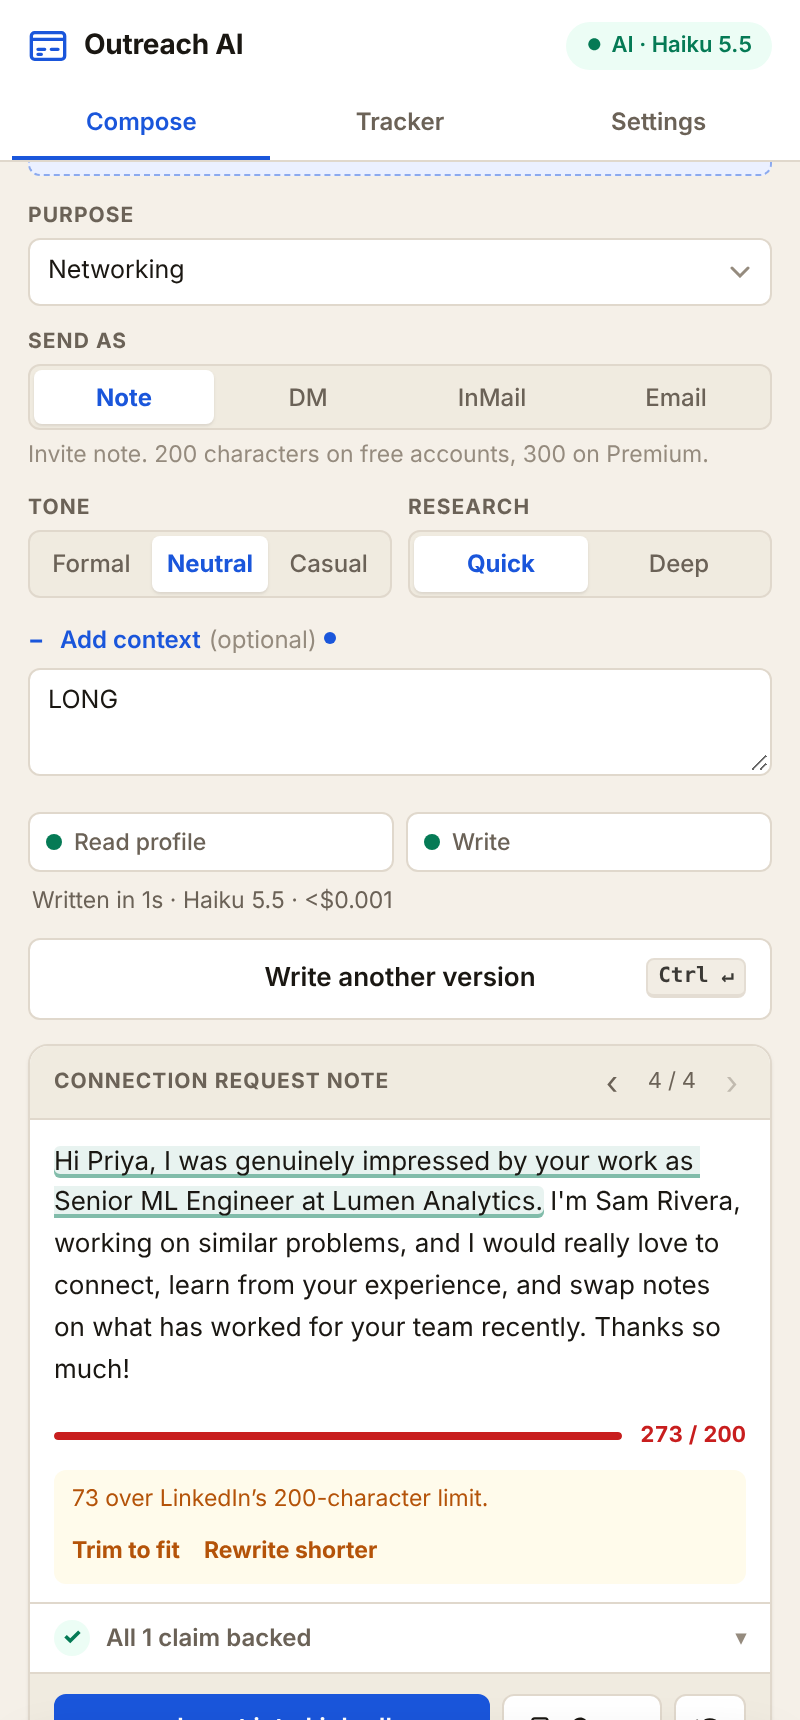 Outreach AI
AI · Haiku 5.5
Compose
Tracker
Settings
PURPOSE
Networking
SEND AS
Note
DM
InMail
Email
Invite note. 200 characters on free accounts, 300 on Premium.
TONE
RESEARCH
Formal
Neutral
Casual
Quick
Deep
– Add context (optional)
LONG
Read profile
Write
Written in 1s · Haiku 5.5 · <$0.001
Write another version
Ctrl ↵
CONNECTION REQUEST NOTE
‹ 4 / 4 ›
Hi Priya, I was genuinely impressed by your work as
Senior ML Engineer at Lumen Analytics. I'm Sam Rivera,
working on similar problems, and I would really love to
connect, learn from your experience, and swap notes
on what has worked for your team recently. Thanks so
much!
273 / 200
73 over LinkedIn’s 200-character limit.
Trim to fit
Rewrite shorter
All 1 claim backed